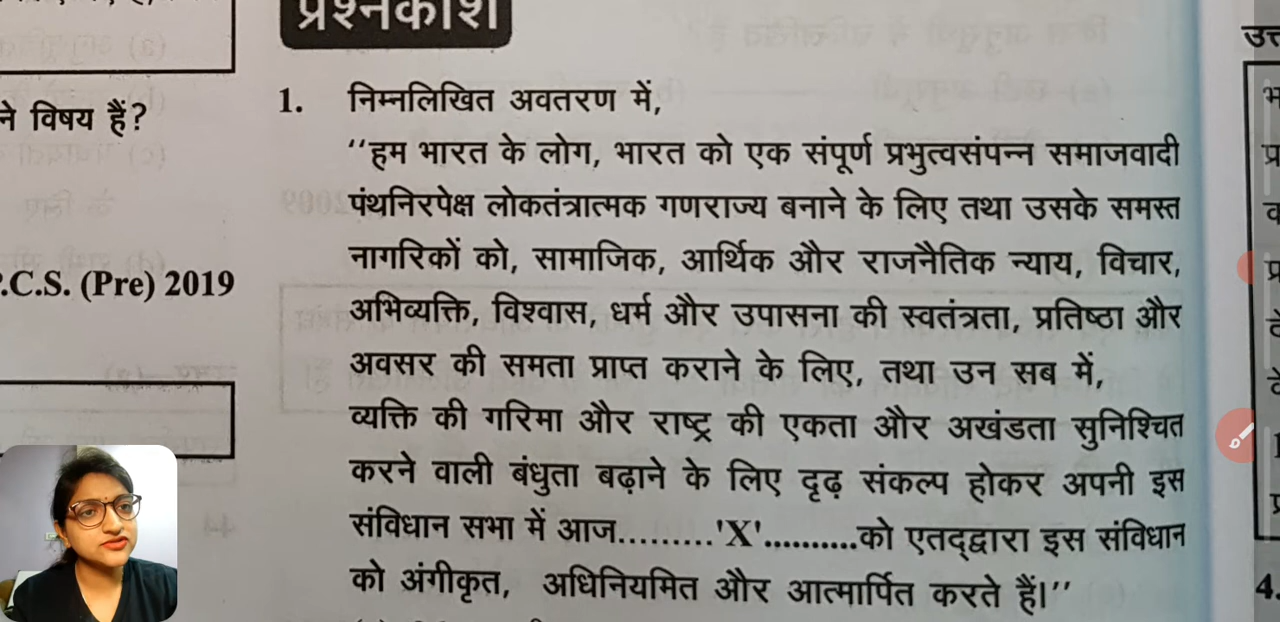 प्रश्नकोश
ने विषय हैं?
.C.S. (Pre) 2019
1. निम्नलिखित अवतरण में,
‘‘हम भारत के लोग, भारत को एक संपूर्ण प्रभुत्वसंपन्न समाजवादी
पंथनिरपेक्ष लोकतंत्रात्मक गणराज्य बनाने के लिए तथा उसके समस्त
नागरिकों को, सामाजिक, आर्थिक और राजनैतिक न्याय, विचार,
अभिव्यक्ति, विश्वास, धर्म और उपासना की स्वतंत्रता, प्रतिष्ठा और
अवसर की समता प्राप्त कराने के लिए, तथा उन सब में,
व्यक्ति की गरिमा और राष्ट्र की एकता और अखंडता सुनिश्चित
करने वाली बंधुता बढ़ाने के लिए दृढ़ संकल्प होकर अपनी इस
संविधान सभा में आज.........'X'..........को एतद्द्वारा इस संविधान
को अंगीकृत, अधिनियमित और आत्मार्पित करते हैं।’’
4.